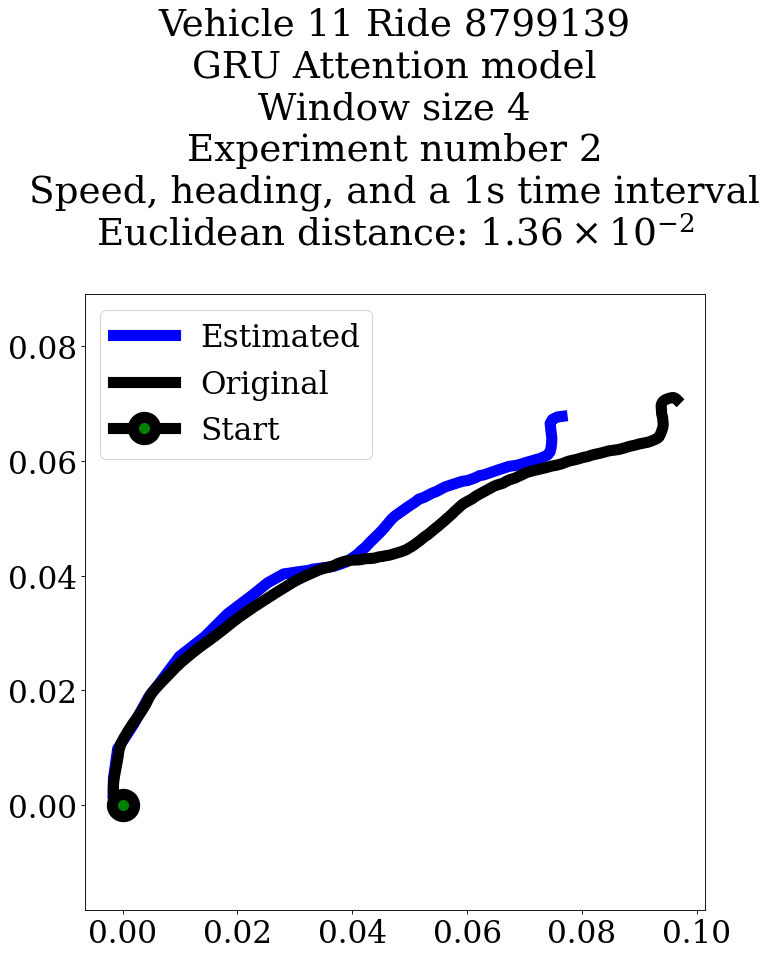 Vehicle 11 Ride 8799139
GRU Attention model
Window size 4
Experiment number 2
Speed, heading, and a 1s time interval
Euclidean distance: 1.36 × 10⁻²
Estimated
Original
Start
0.08
0.06
0.04
0.02
0.00
0.00 0.02 0.04 0.06 0.08 0.10